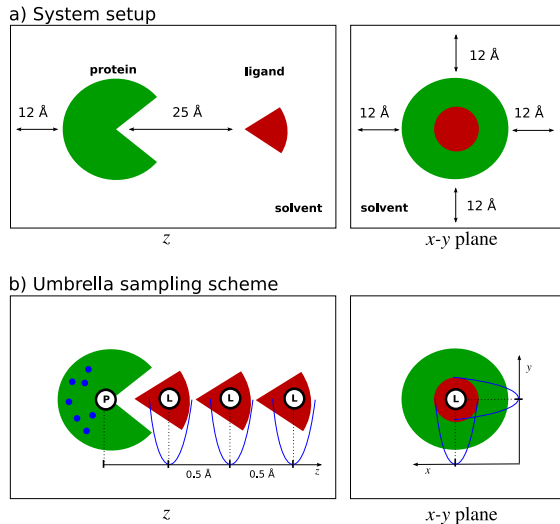 a) System setup
protein
ligand
12 Å
25 Å
solvent
z
12 Å
12 Å
12 Å
solvent
12 Å
x-y plane
b) Umbrella sampling scheme
P
L
L
L
0.5 Å
0.5 Å
z
z
L
y
x
x-y plane